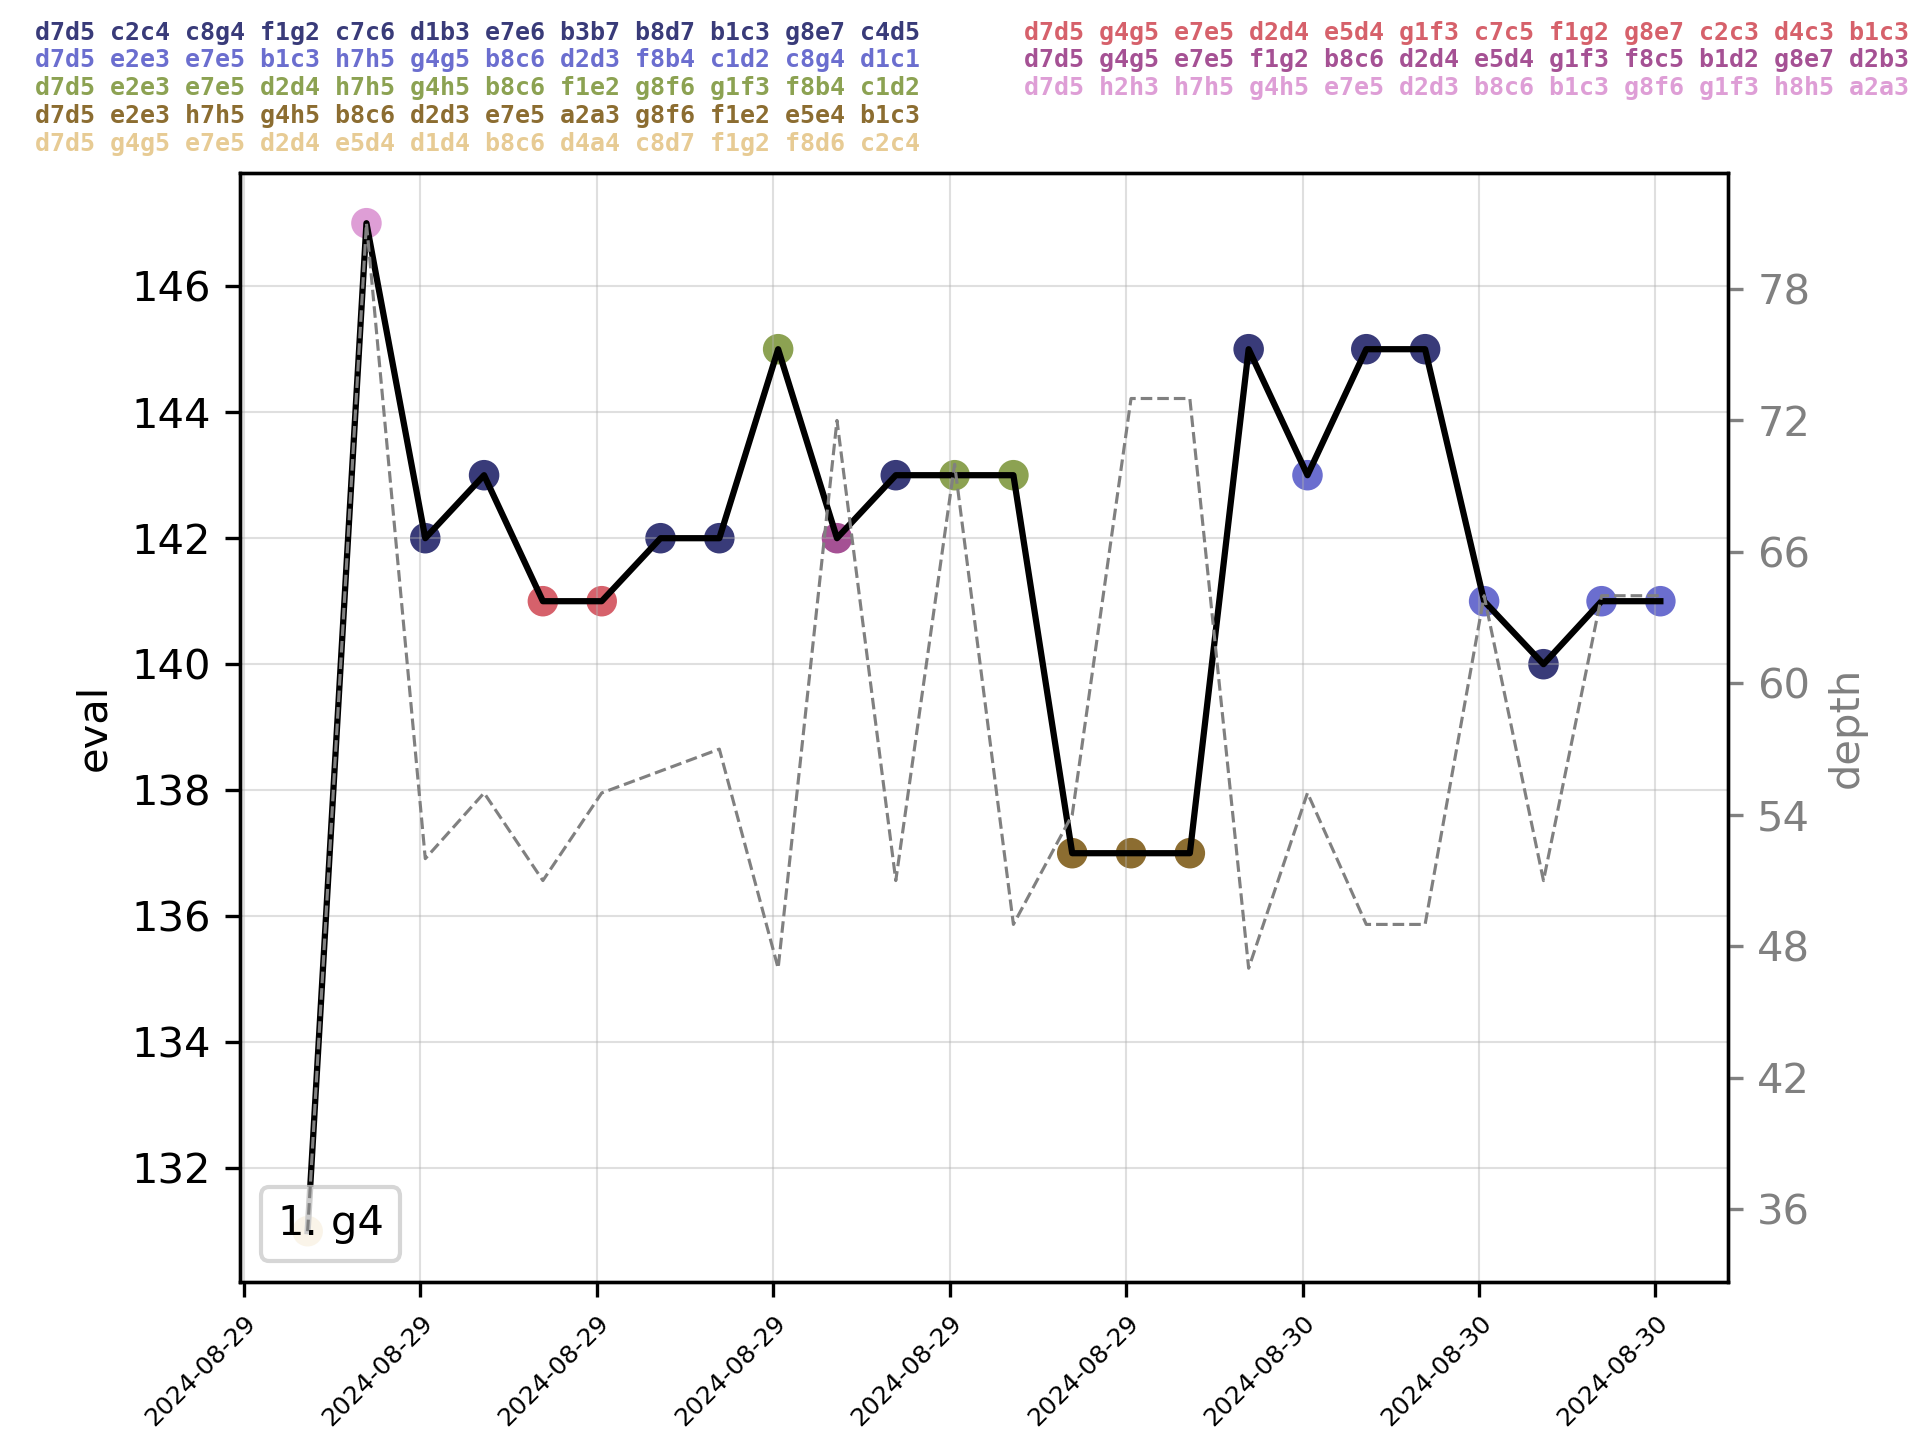 d7d5 c2c4 c8g4 f1g2 c7c6 d1b3 e7e6 b3b7 b8d7 b1c3 g8e7 c4d5
d7d5 e2e3 e7e5 b1c3 h7h5 g4g5 b8c6 d2d3 f8b4 c1d2 c8g4 d1c1
d7d5 e2e3 e7e5 d2d4 h7h5 g4h5 b8c6 f1e2 g8f6 g1f3 f8b4 c1d2
d7d5 e2e3 h7h5 g4h5 b8c6 d2d3 e7e5 a2a3 g8f6 f1e2 e5e4 b1c3
d7d5 g4g5 e7e5 d2d4 e5d4 d1d4 b8c6 d4a4 c8d7 f1g2 f8d6 c2c4
d7d5 g4g5 e7e5 d2d4 e5d4 g1f3 c7c5 f1g2 g8e7 c2c3 d4c3 b1c3
d7d5 g4g5 e7e5 f1g2 b8c6 d2d4 e5d4 g1f3 f8c5 b1d2 g8e7 d2b3
d7d5 h2h3 h7h5 g4h5 e7e5 d2d3 b8c6 b1c3 g8f6 g1f3 h8h5 a2a3
146
144
142
140
138
136
134
132
eval
78
72
66
60
54
48
42
36
depth
1. g4
2024-08-29
2024-08-29
2024-08-29
2024-08-29
2024-08-29
2024-08-29
2024-08-30
2024-08-30
2024-08-30